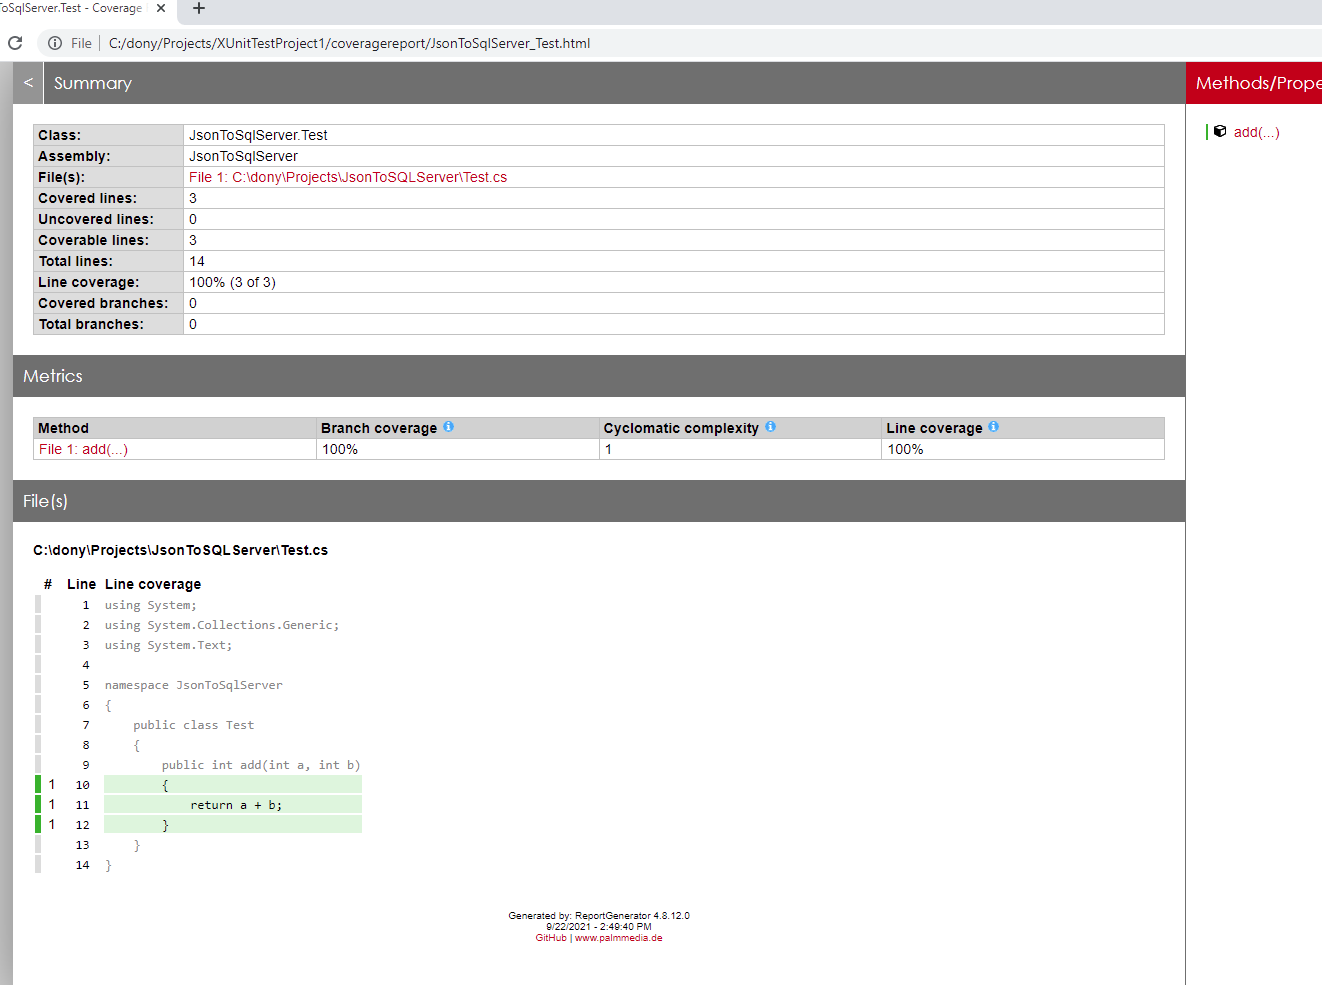 oSqlServer.Test - Coverage
File C:/dony/Projects/XUnitTestProject1/coveragereport/JsonToSqlServer_Test.html
< Summary
Class: JsonToSqlServer.Test
Assembly: JsonToSqlServer
File(s): File 1: C:\dony\Projects\JsonToSQLServer\Test.cs
Covered lines: 3
Uncovered lines: 0
Coverable lines: 3
Total lines: 14
Line coverage: 100% (3 of 3)
Covered branches: 0
Total branches: 0
Metrics
Method Branch coverage Cyclomatic complexity Line coverage
File 1: add(...) 100% 1 100%
File(s)
C:\dony\Projects\JsonToSQLServer\Test.cs
# Line Line coverage
1 using System;
2 using System.Collections.Generic;
3 using System.Text;
4
5 namespace JsonToSqlServer
6 {
7 public class Test
8 {
9 public int add(int a, int b)
1 10 {
1 11 return a + b;
1 12 }
13 }
14 }
Generated by: ReportGenerator 4.8.12.0
9/22/2021 - 2:49:40 PM
GitHub | www.palmmedia.de
Methods/Prope
add(...)